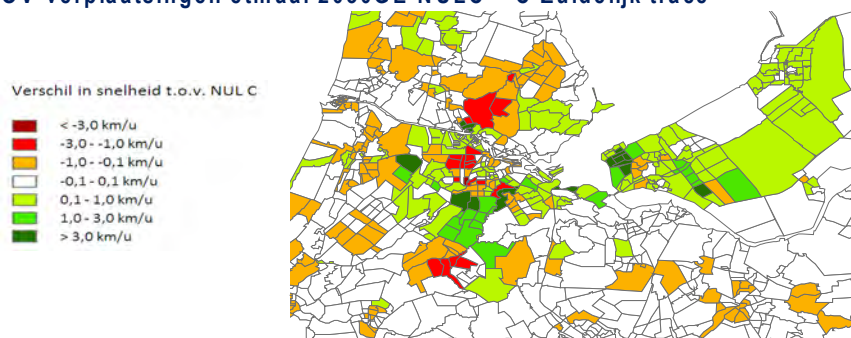 Verschil in snelheid t.o.v. NUL C
< -3,0 km/u
-3,0 - -1,0 km/u
-1,0 - -0,1 km/u
-0,1 - 0,1 km/u
0,1 - 1,0 km/u
1,0 - 3,0 km/u
> 3,0 km/u